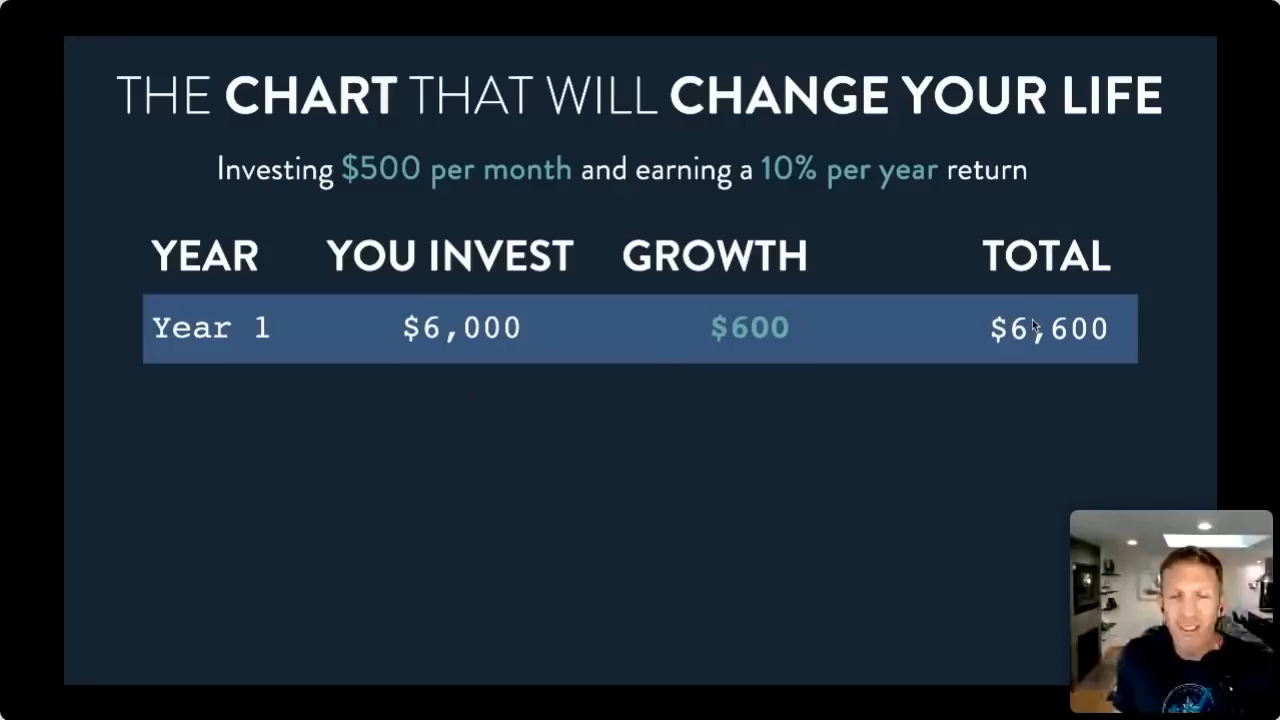 THE CHART THAT WILL CHANGE YOUR LIFE
Investing $500 per month and earning a 10% per year return
YEAR YOU INVEST GROWTH TOTAL
Year 1 $6,000 $600 $6,600